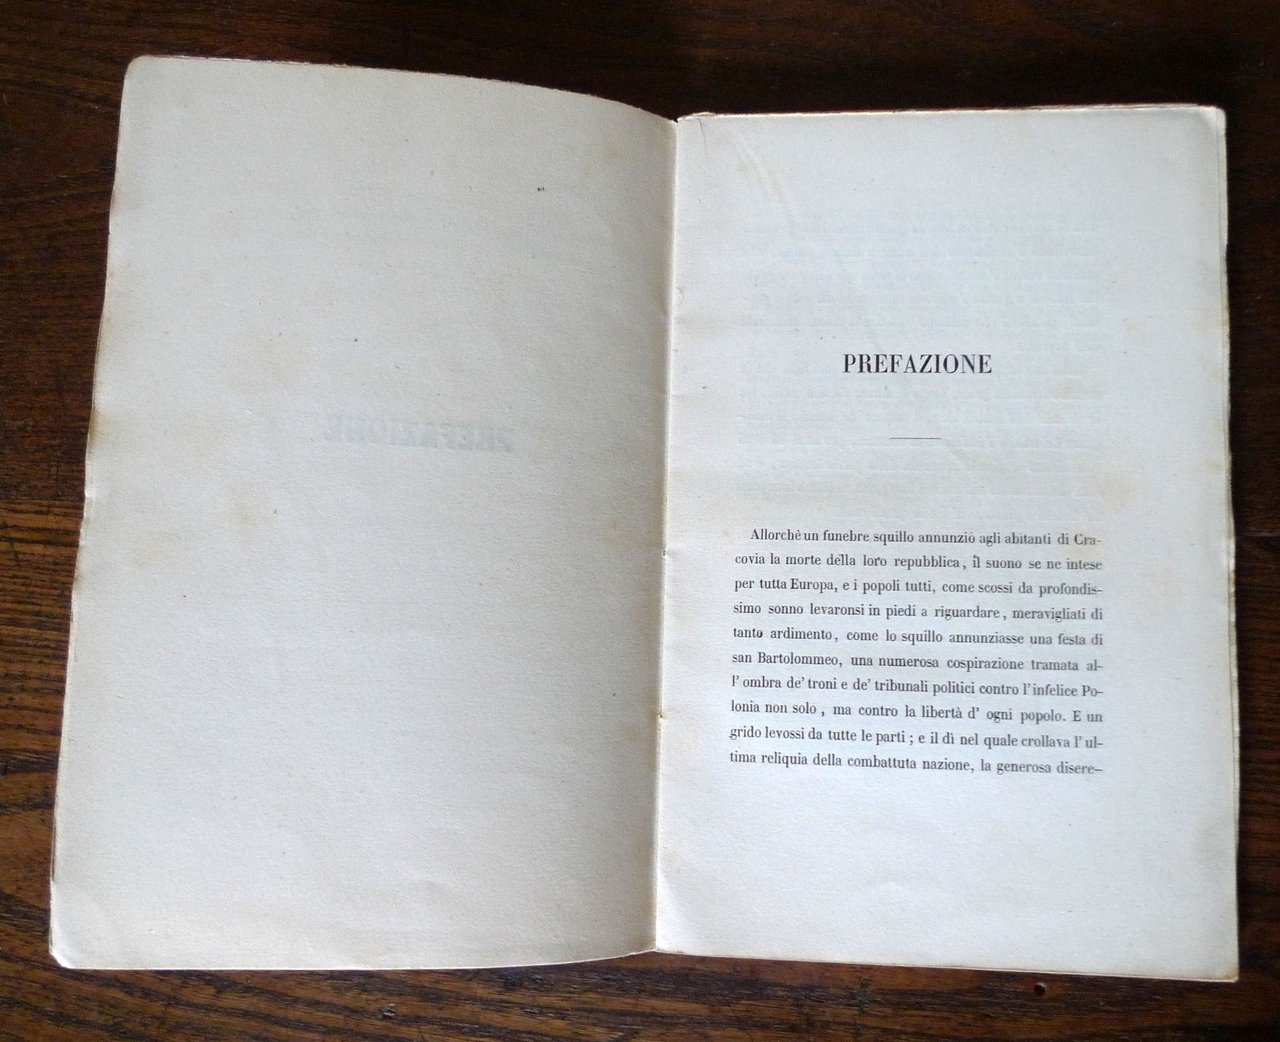 PREFAZIONE
Allorchè un funebre squillo annunziò agli abitanti di Cra-
covia la morte della loro repubblica, il suono se ne intese
per tutta Europa, e i popoli tutti, come scossi da profondis-
simo sonno levaronsi in piedi a riguardare, meravigliati di
tanto ardimento, come lo squillo annunziasse una festa di
san Bartolommeo, una numerosa cospirazione tramata al-
l' ombra de' troni e de' tribunali politici contro l' infelice Po-
lonia non solo, ma contro la libertà d' ogni popolo. E un
grido levossi da tutte le parti; e il dì nel quale crollava l' ul-
tima reliquia della combattuta nazione, la generosa disere-